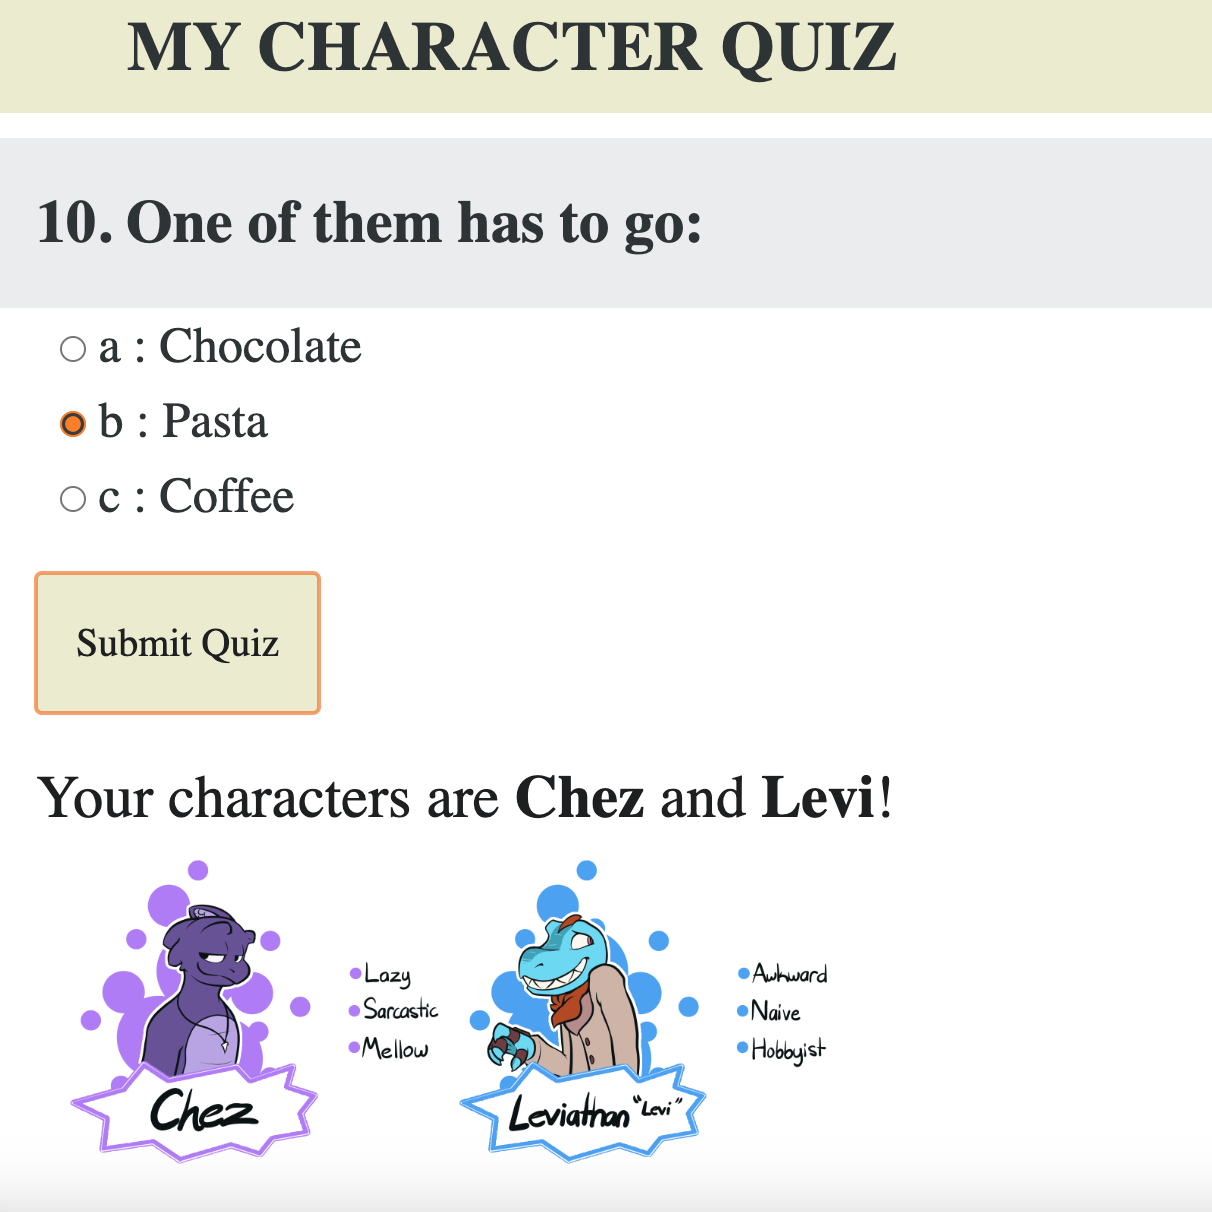 MY CHARACTER QUIZ
10. One of them has to go:
a : Chocolate
b : Pasta
c : Coffee
Submit Quiz
Your characters are Chez and Levi!
Lazy
Sarcastic
Mellow
Chez
Awkward
Naive
Hobbyist
Leviathan "Levi"